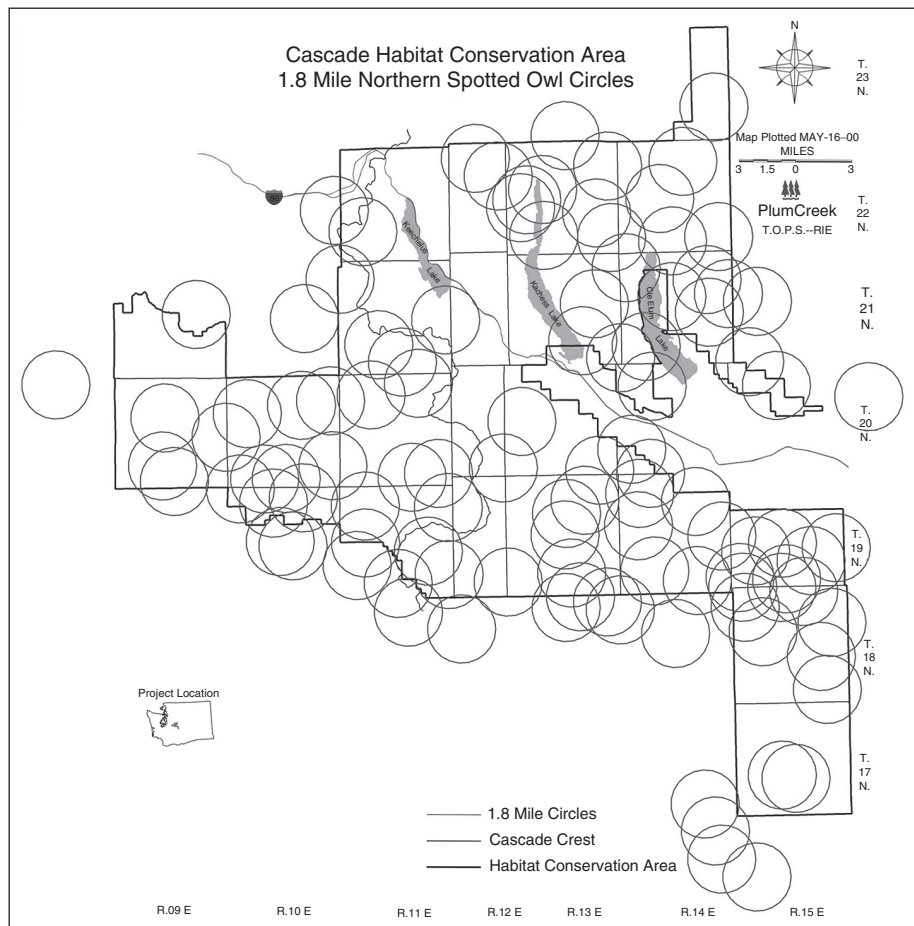 Cascade Habitat Conservation Area
1.8 Mile Northern Spotted Owl Circles
N
T.
23
N.
Map Plotted MAY-16-00
MILES
3 1.5 0 3
PlumCreek
T.O.P.S.--RIE
T.
22
N.
90
Keechelus
Lake
Kachess Lake
Cle Elum
Lake
T.
21
N.
T.
20
N.
T.
19
N.
T.
18
N.
Project Location
T.
17
N.
1.8 Mile Circles
Cascade Crest
Habitat Conservation Area
R.09 E R.10 E R.11 E R.12 E R.13 E R.14 E R.15 E